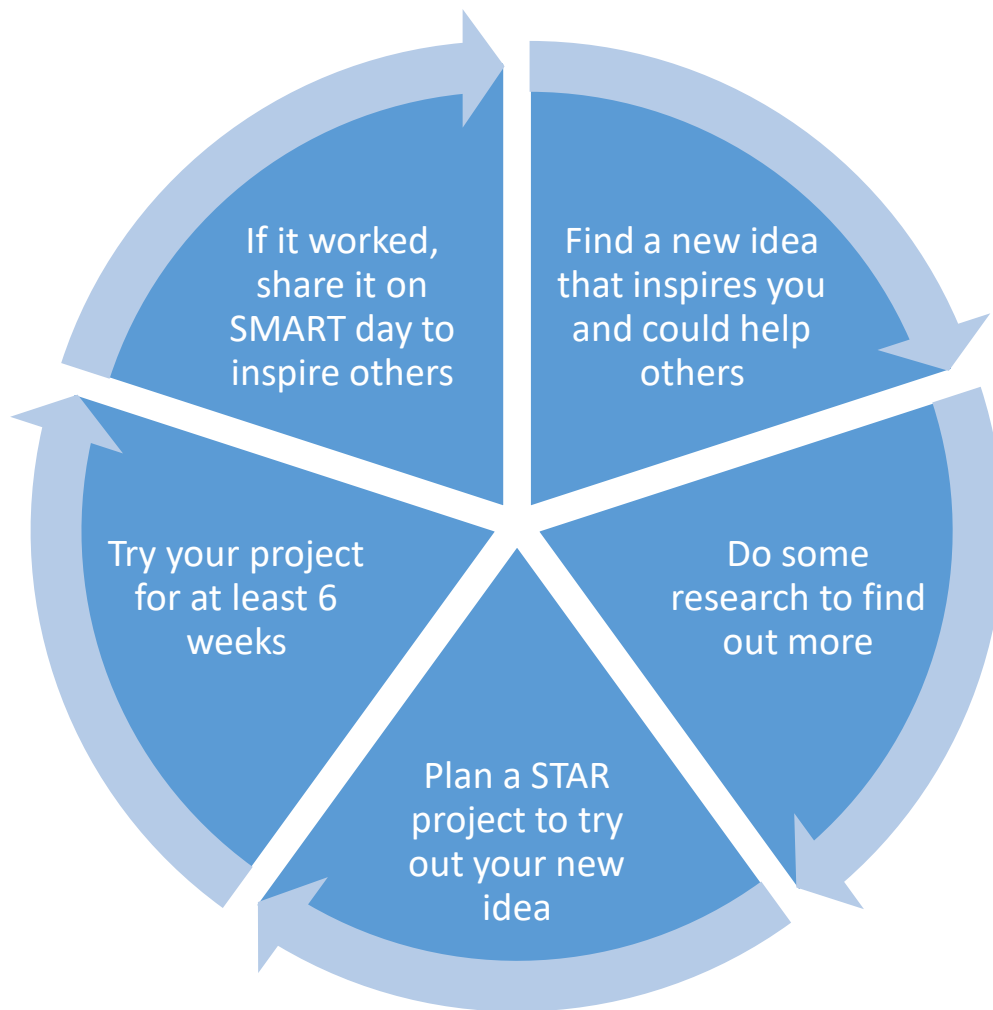 Find a new idea
that inspires you
and could help
others
Do some
research to find
out more
Plan a STAR
project to try
out your new
idea
Try your project
for at least 6
weeks
If it worked,
share it on
SMART day to
inspire others